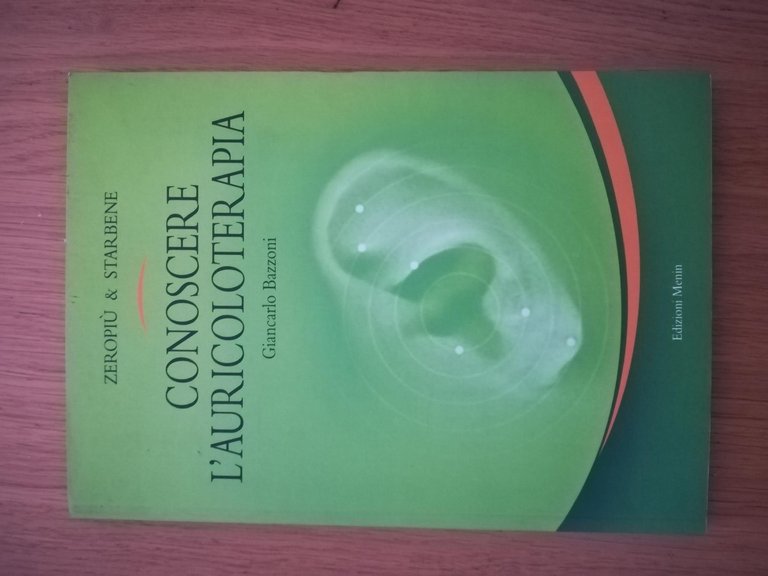 ZEROPIÙ & STARBENE
CONOSCERE
L'AURICOLOTERAPIA
Giancarlo Bazzoni
Edizioni Menin